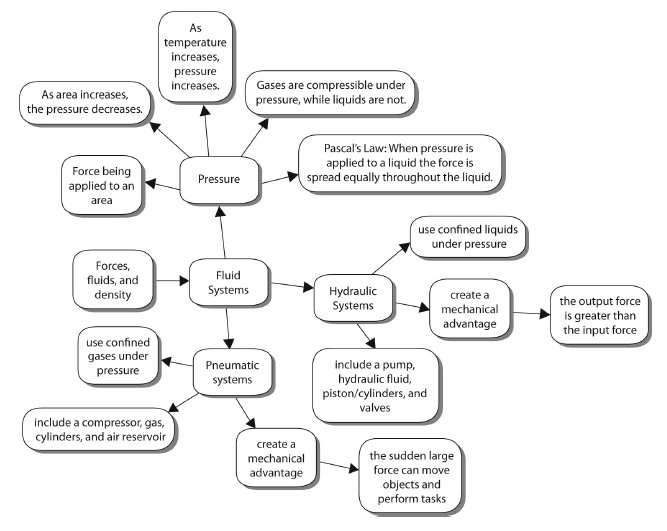 As
temperature
increases,
pressure
increases.
As area increases,
the pressure decreases.
Gases are compressible under
pressure, while liquids are not.
Pascal's Law: When pressure is
applied to a liquid the force is
spread equally throughout the liquid.
Force being
applied to an
area
Pressure
use confined liquids
under pressure
Forces,
fluids, and
density
Fluid
Systems
Hydraulic
Systems
create a
mechanical
advantage
the output force
is greater than
the input force
use confined
gases under
pressure
Pneumatic
systems
include a pump,
hydraulic fluid,
piston/cylinders, and
valves
include a compressor, gas,
cylinders, and air reservoir
create a
mechanical
advantage
the sudden large
force can move
objects and
perform tasks